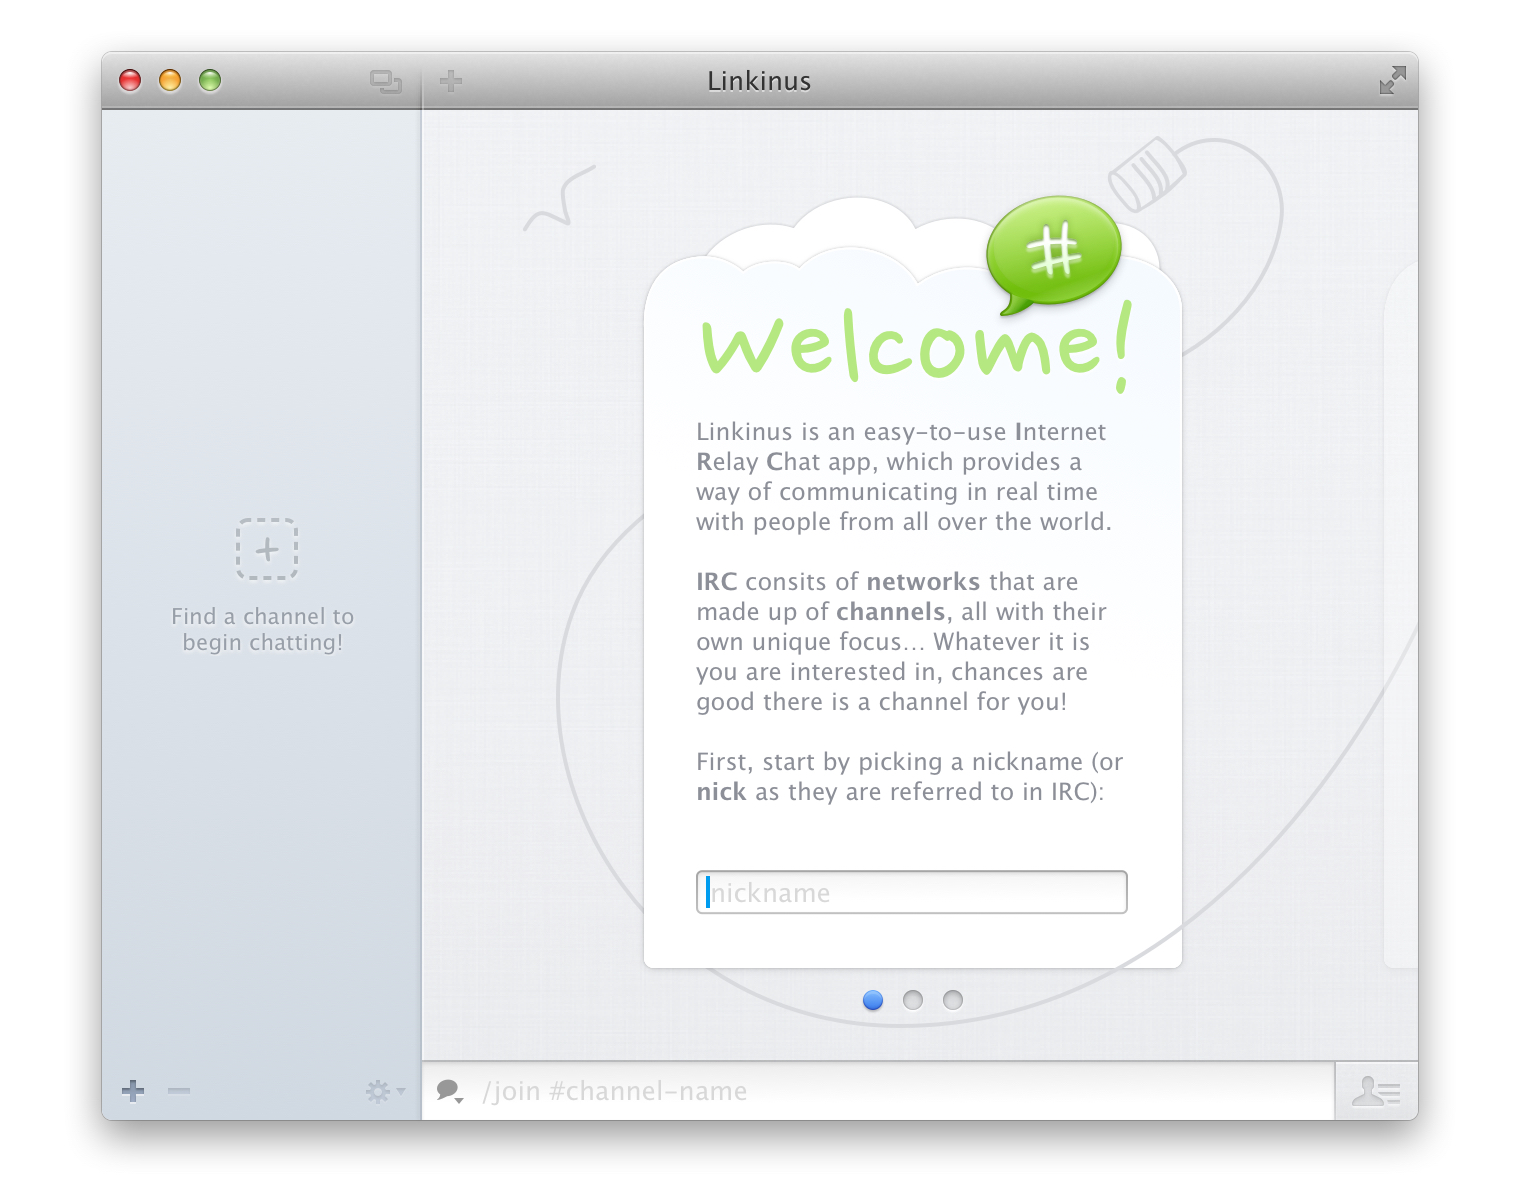 Linkinus
#
Welcome!
Linkinus is an easy-to-use Internet
Relay Chat app, which provides a
way of communicating in real time
with people from all over the world.
IRC consits of networks that are
made up of channels, all with their
own unique focus... Whatever it is
you are interested in, chances are
good there is a channel for you!
First, start by picking a nickname (or
nick as they are referred to in IRC):
nickname
Find a channel to
begin chatting!
/join #channel-name